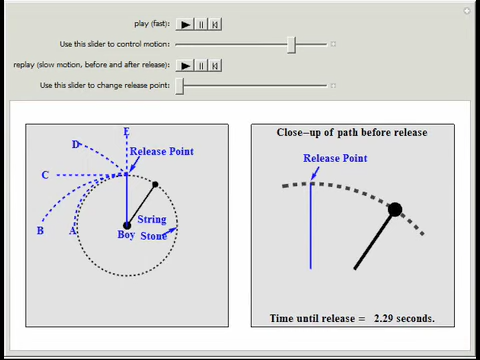 play (fast):
Use this slider to control motion:
replay (slow motion, before and after release):
Use this slider to change release point:
E
D
Release Point
C
B
A
String
Boy
Stone
Close-up of path before release
Release Point
Time until release = 2.29 seconds.